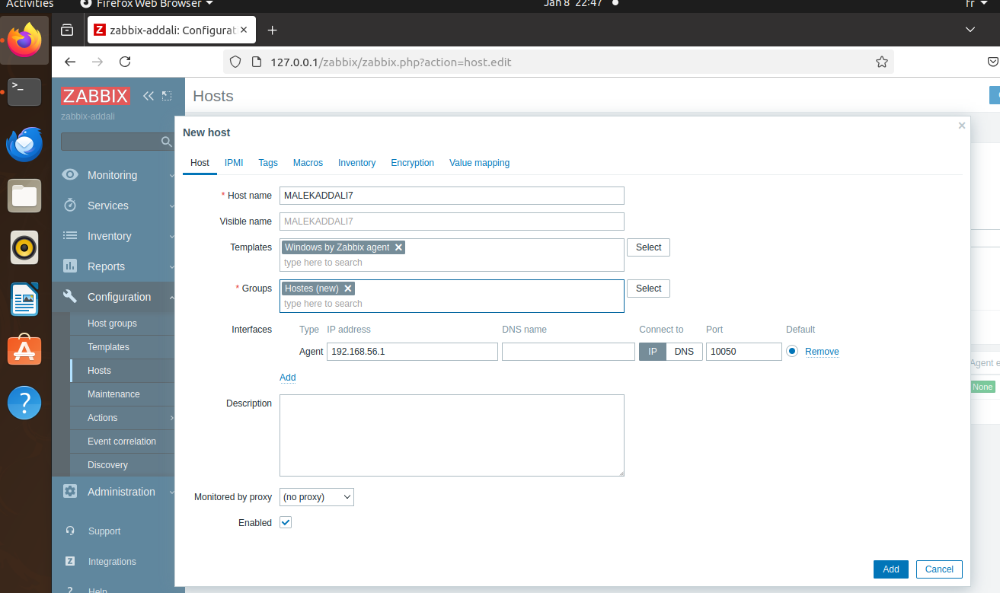 Activities Firefox Web Browser Jan 8 22:47 fr
zabbix-addali: Configurat
127.0.0.1/zabbix/zabbix.php?action=host.edit
ZABBIX
zabbix-addali
Monitoring
Services
Inventory
Reports
Configuration
Host groups
Templates
Hosts
Maintenance
Actions
Event correlation
Discovery
Administration
Support
Integrations
Help
Hosts
New host
Host IPMI Tags Macros Inventory Encryption Value mapping
* Host name MALEKADDALI7
Visible name MALEKADDALI7
Templates Windows by Zabbix agent Select
type here to search
* Groups Hostes (new) Select
type here to search
Interfaces Type IP address DNS name Connect to Port Default
Agent 192.168.56.1 IP DNS 10050 Remove
Add
Description
Monitored by proxy (no proxy)
Enabled
Add Cancel
Agent e
None